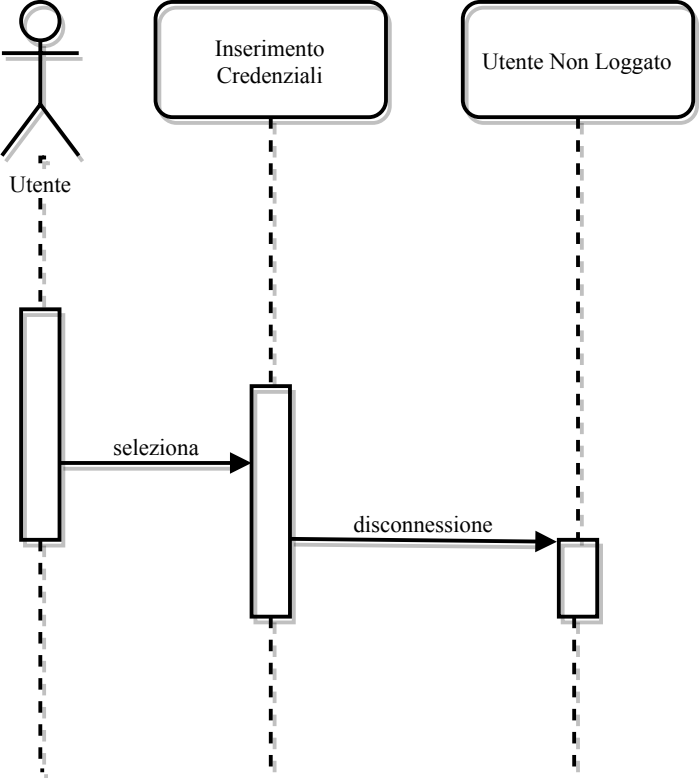 Inserimento
Credenziali
Utente Non Loggato
Utente
seleziona
disconnessione